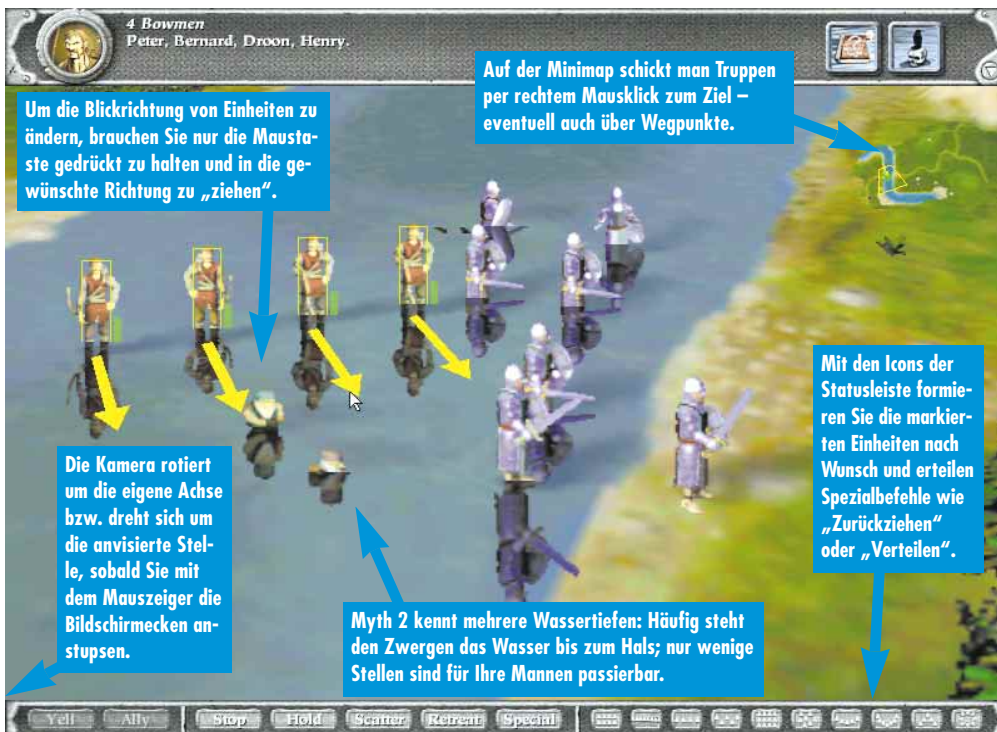 4 Bowmen
Peter, Bernard, Droon, Henry.
Um die Blickrichtung von Einheiten zu
ändern, brauchen Sie nur die Mausta-
ste gedrückt zu halten und in die ge-
wünschte Richtung zu „ziehen“.
Auf der Minimap schickt man Truppen
per rechtem Mausklick zum Ziel –
eventuell auch über Wegpunkte.
Mit den Icons der
Statusleiste formie-
ren Sie die markier-
ten Einheiten nach
Wunsch und erteilen
Spezialbefehle wie
„Zurückziehen“
oder „Verteilen“.
Die Kamera rotiert
um die eigene Achse
bzw. dreht sich um
die anvisierte Stel-
le, sobald Sie mit
dem Mauszeiger die
Bildschirmecken an-
stupsen.
Myth 2 kennt mehrere Wassertiefen: Häufig steht
den Zwergen das Wasser bis zum Hals; nur wenige
Stellen sind für Ihre Mannen passierbar.
Yell Ally Stop Hold Scatter Retreat Special